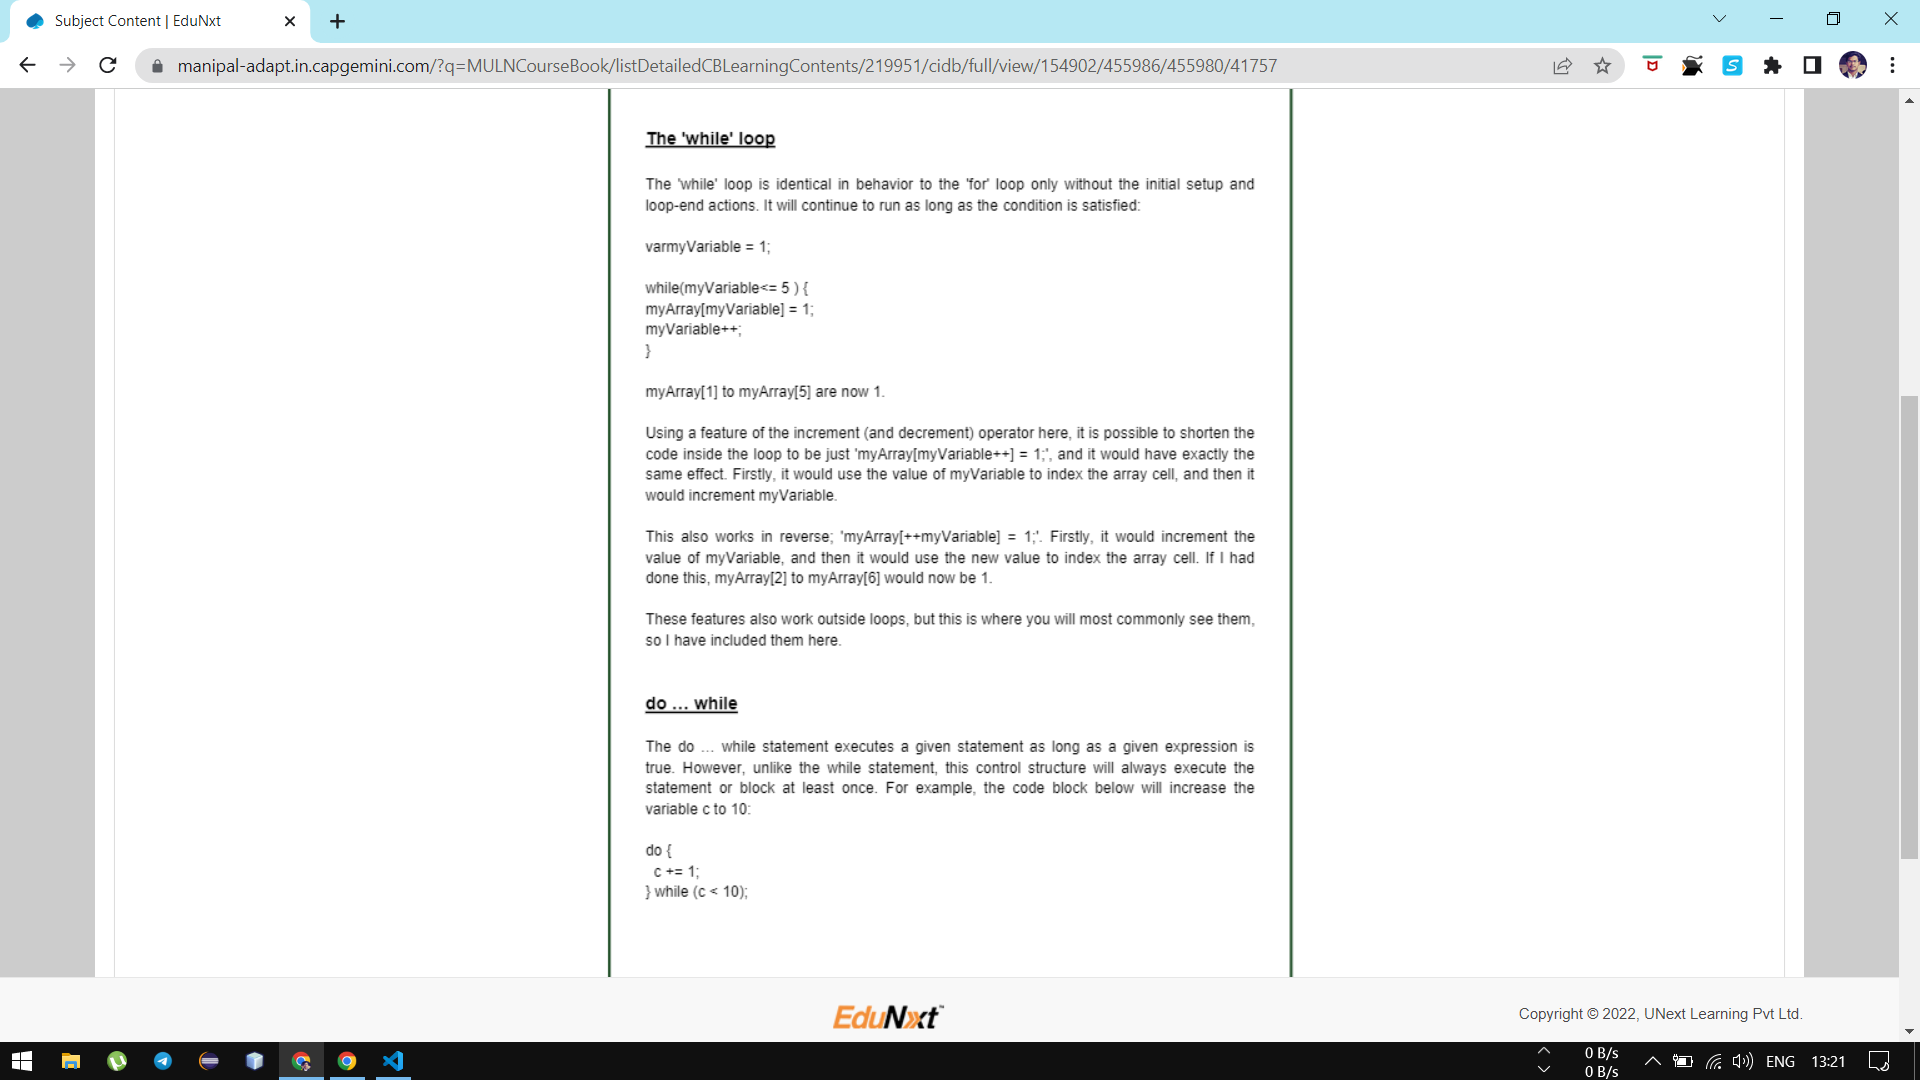 Subject Content | EduNxt
manipal-adapt.in.capgemini.com/?q=MULNCourseBook/listDetailedCBLearningContents/219951/cidb/full/view/154902/455986/455980/41757
The 'while' loop
The 'while' loop is identical in behavior to the 'for' loop only without the initial setup and
loop-end actions. It will continue to run as long as the condition is satisfied:
varmyVariable = 1;
while(myVariable<= 5 ) {
myArray[myVariable] = 1;
myVariable++;
}
myArray[1] to myArray[5] are now 1.
Using a feature of the increment (and decrement) operator here, it is possible to shorten the
code inside the loop to be just 'myArray[myVariable++] = 1;', and it would have exactly the
same effect. Firstly, it would use the value of myVariable to index the array cell, and then it
would increment myVariable.
This also works in reverse; 'myArray[++myVariable] = 1;'. Firstly, it would increment the
value of myVariable, and then it would use the new value to index the array cell. If I had
done this, myArray[2] to myArray[6] would now be 1.
These features also work outside loops, but this is where you will most commonly see them,
so I have included them here.
do ... while
The do ... while statement executes a given statement as long as a given expression is
true. However, unlike the while statement, this control structure will always execute the
statement or block at least once. For example, the code block below will increase the
variable c to 10:
do {
c += 1;
} while (c < 10);
EduNxt™
Copyright © 2022, UNext Learning Pvt Ltd.
0 B/s
0 B/s
ENG
13:21